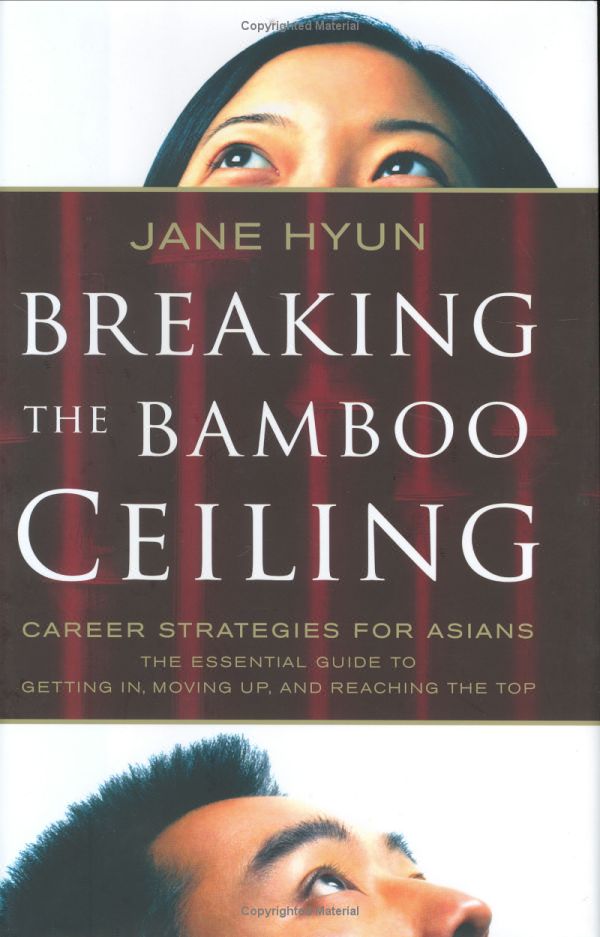 Copyrighted Material
JANE HYUN
BREAKING
THE BAMBOO
CEILING
CAREER STRATEGIES FOR ASIANS
THE ESSENTIAL GUIDE TO
GETTING IN, MOVING UP, AND REACHING THE TOP
Copyrighted Material